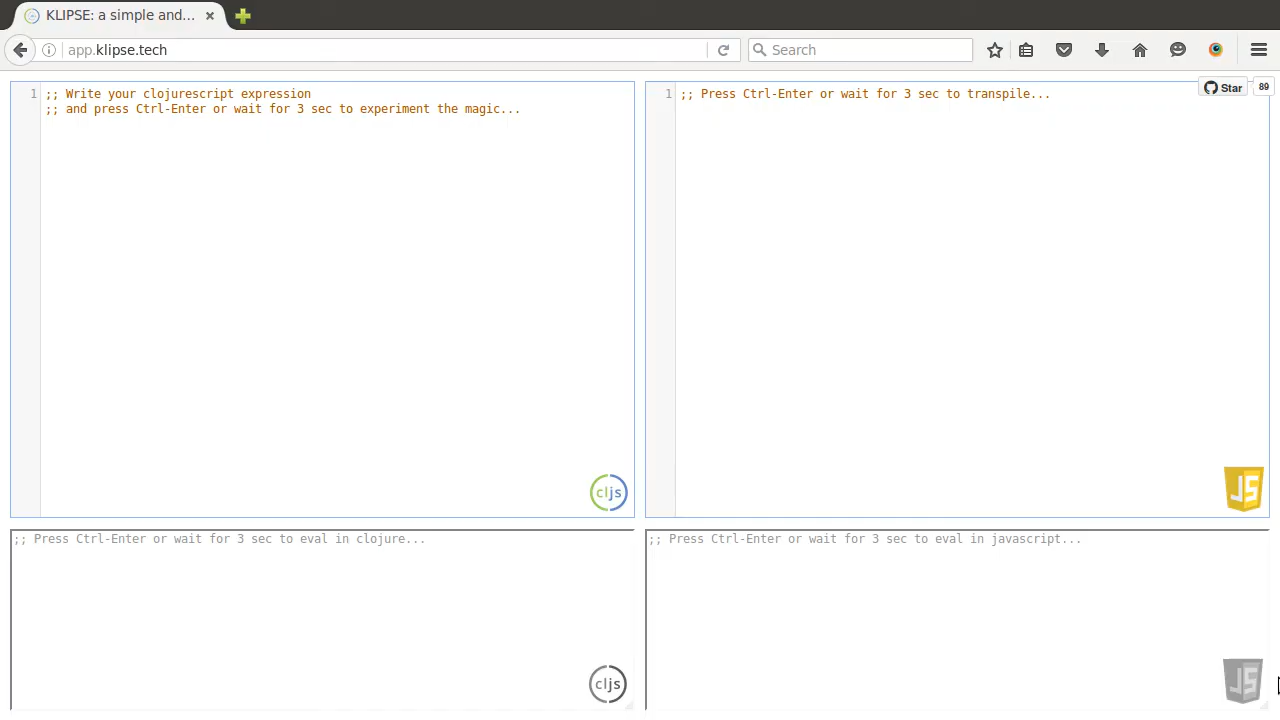 KLIPSE: a simple and...
app.klipse.tech
Search
1 ;; Write your clojurescript expression
;; and press Ctrl-Enter or wait for 3 sec to experiment the magic...
cljs
1 ;; Press Ctrl-Enter or wait for 3 sec to transpile...
Star 89
JS
;; Press Ctrl-Enter or wait for 3 sec to eval in clojure...
cljs
;; Press Ctrl-Enter or wait for 3 sec to eval in javascript...
JS